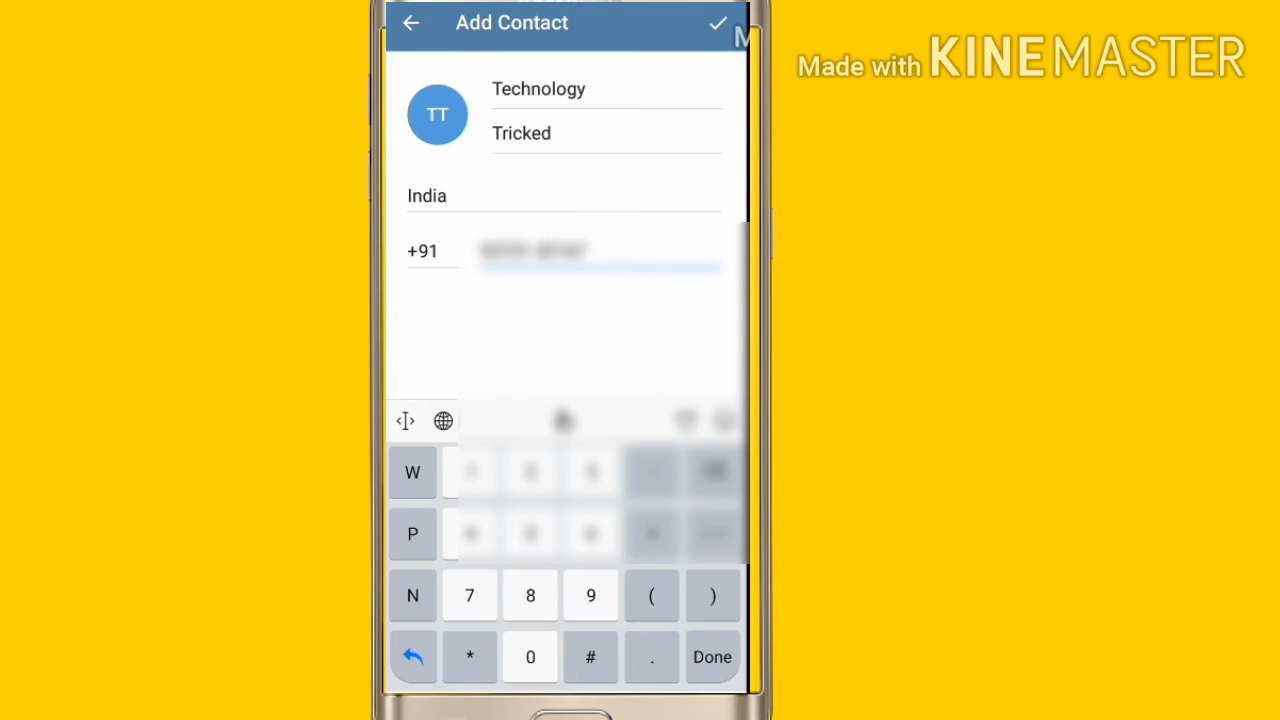 Add Contact
Made with KINEMASTER
M
TT
Technology
Tricked
India
+91
W
P
N 7 8 9 ( )
* 0 # . Done